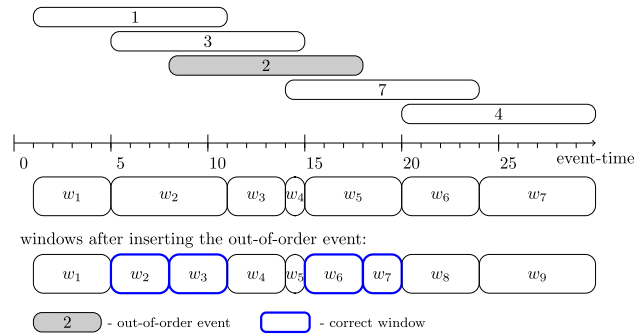 1
3
2
7
4
0 5 10 15 20 25 event-time
w1 w2 w3 w4 w5 w6 w7
windows after inserting the out-of-order event:
w1 w2 w3 w4 w5 w6 w7 w8 w9
2 - out-of-order event - correct window